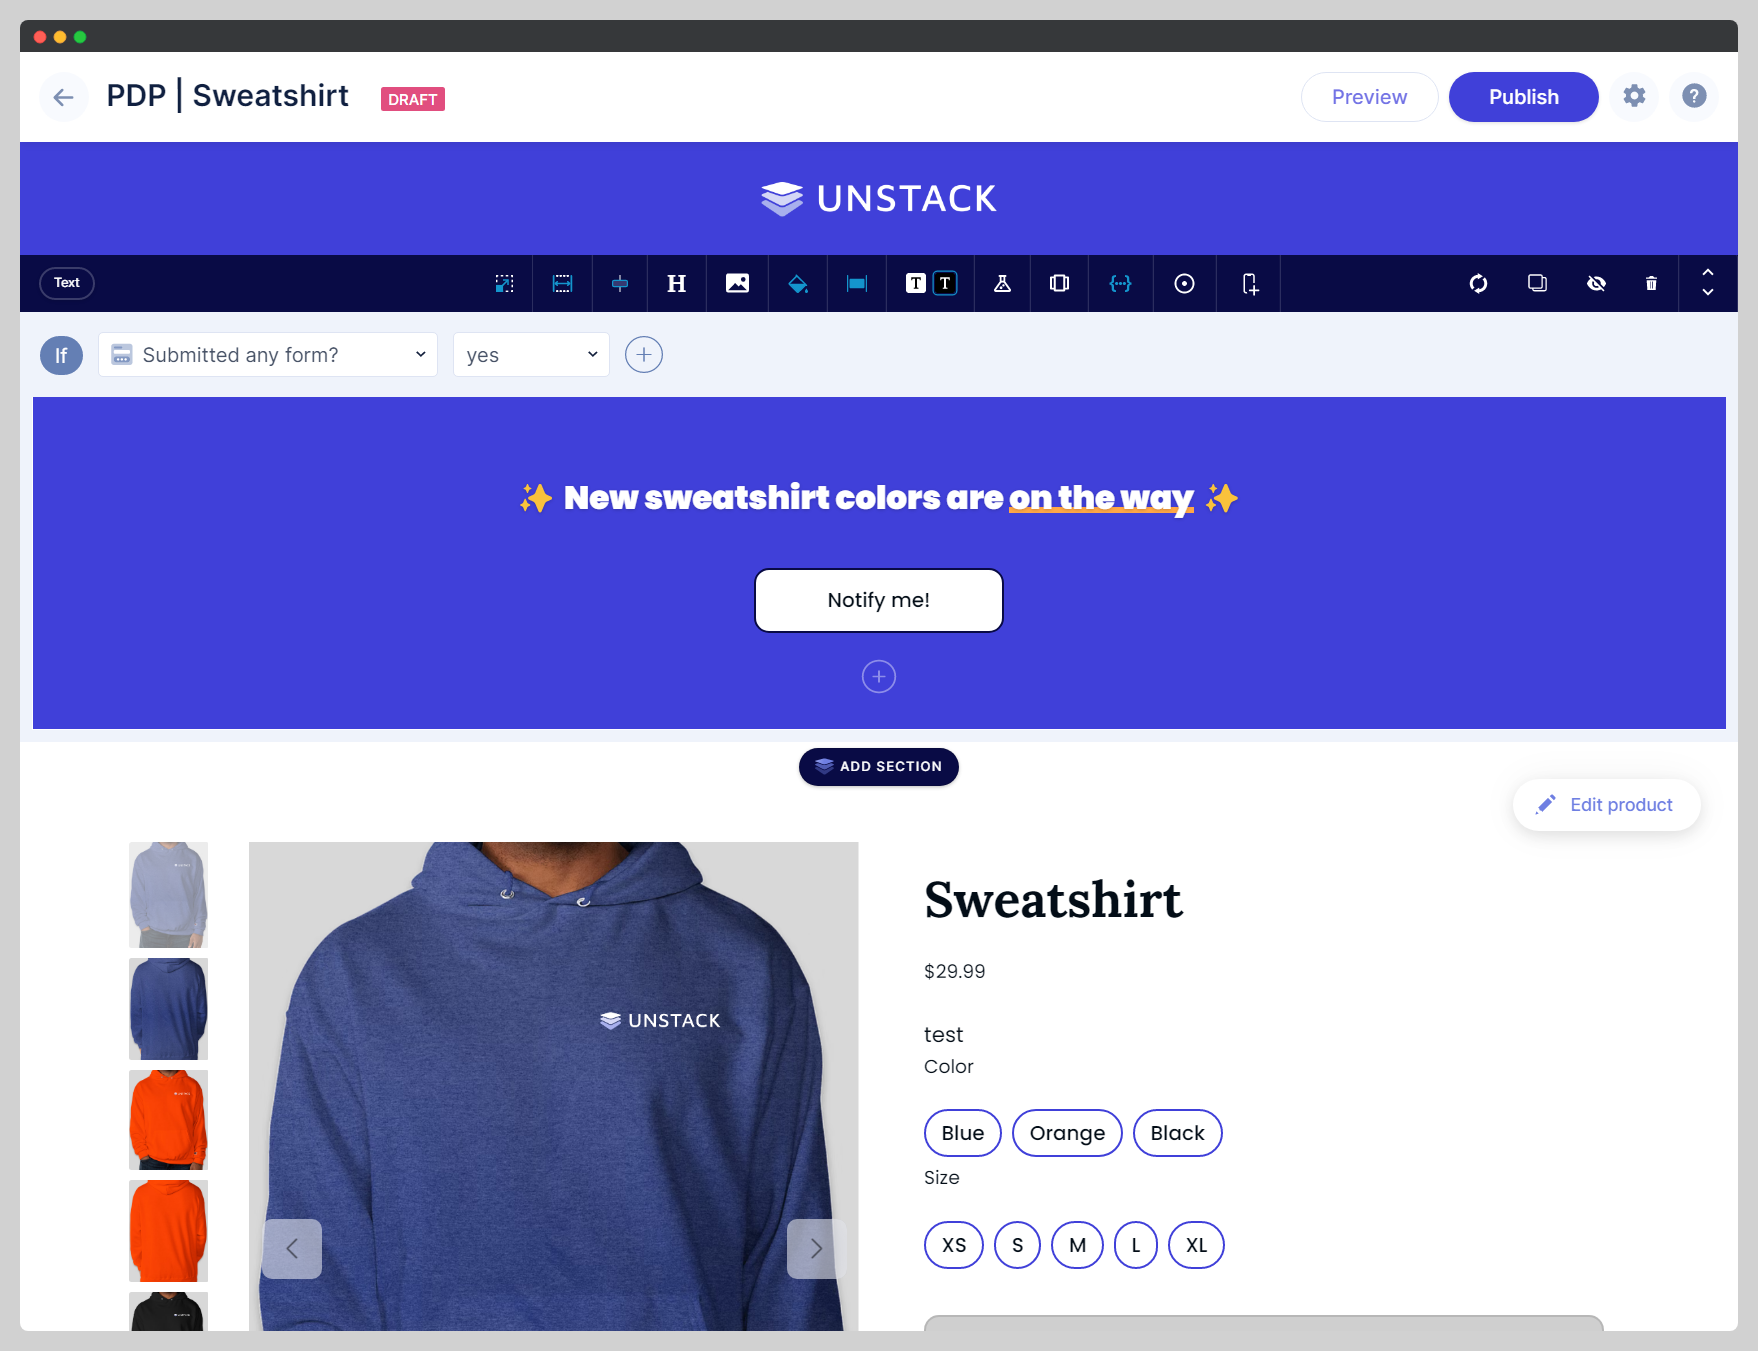 PDP | Sweatshirt
DRAFT
Preview
Publish
?
UNSTACK
Text
H
T T
If
Submitted any form?
yes
✨ New sweatshirt colors are on the way ✨
Notify me!
ADD SECTION
Edit product
Sweatshirt
$29.99
UNSTACK
test
Color
Blue Orange Black
Size
XS S M L XL